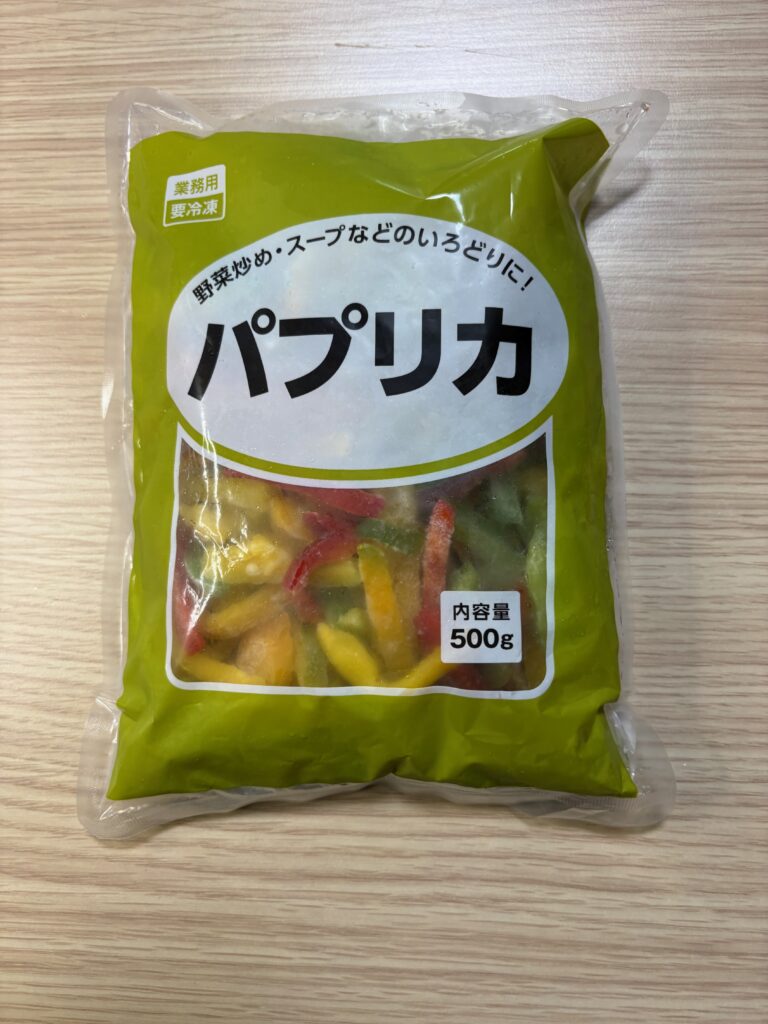 業務用
要冷凍
野菜炒め・スープなどのいろどりに!
パプリカ
内容量
500g